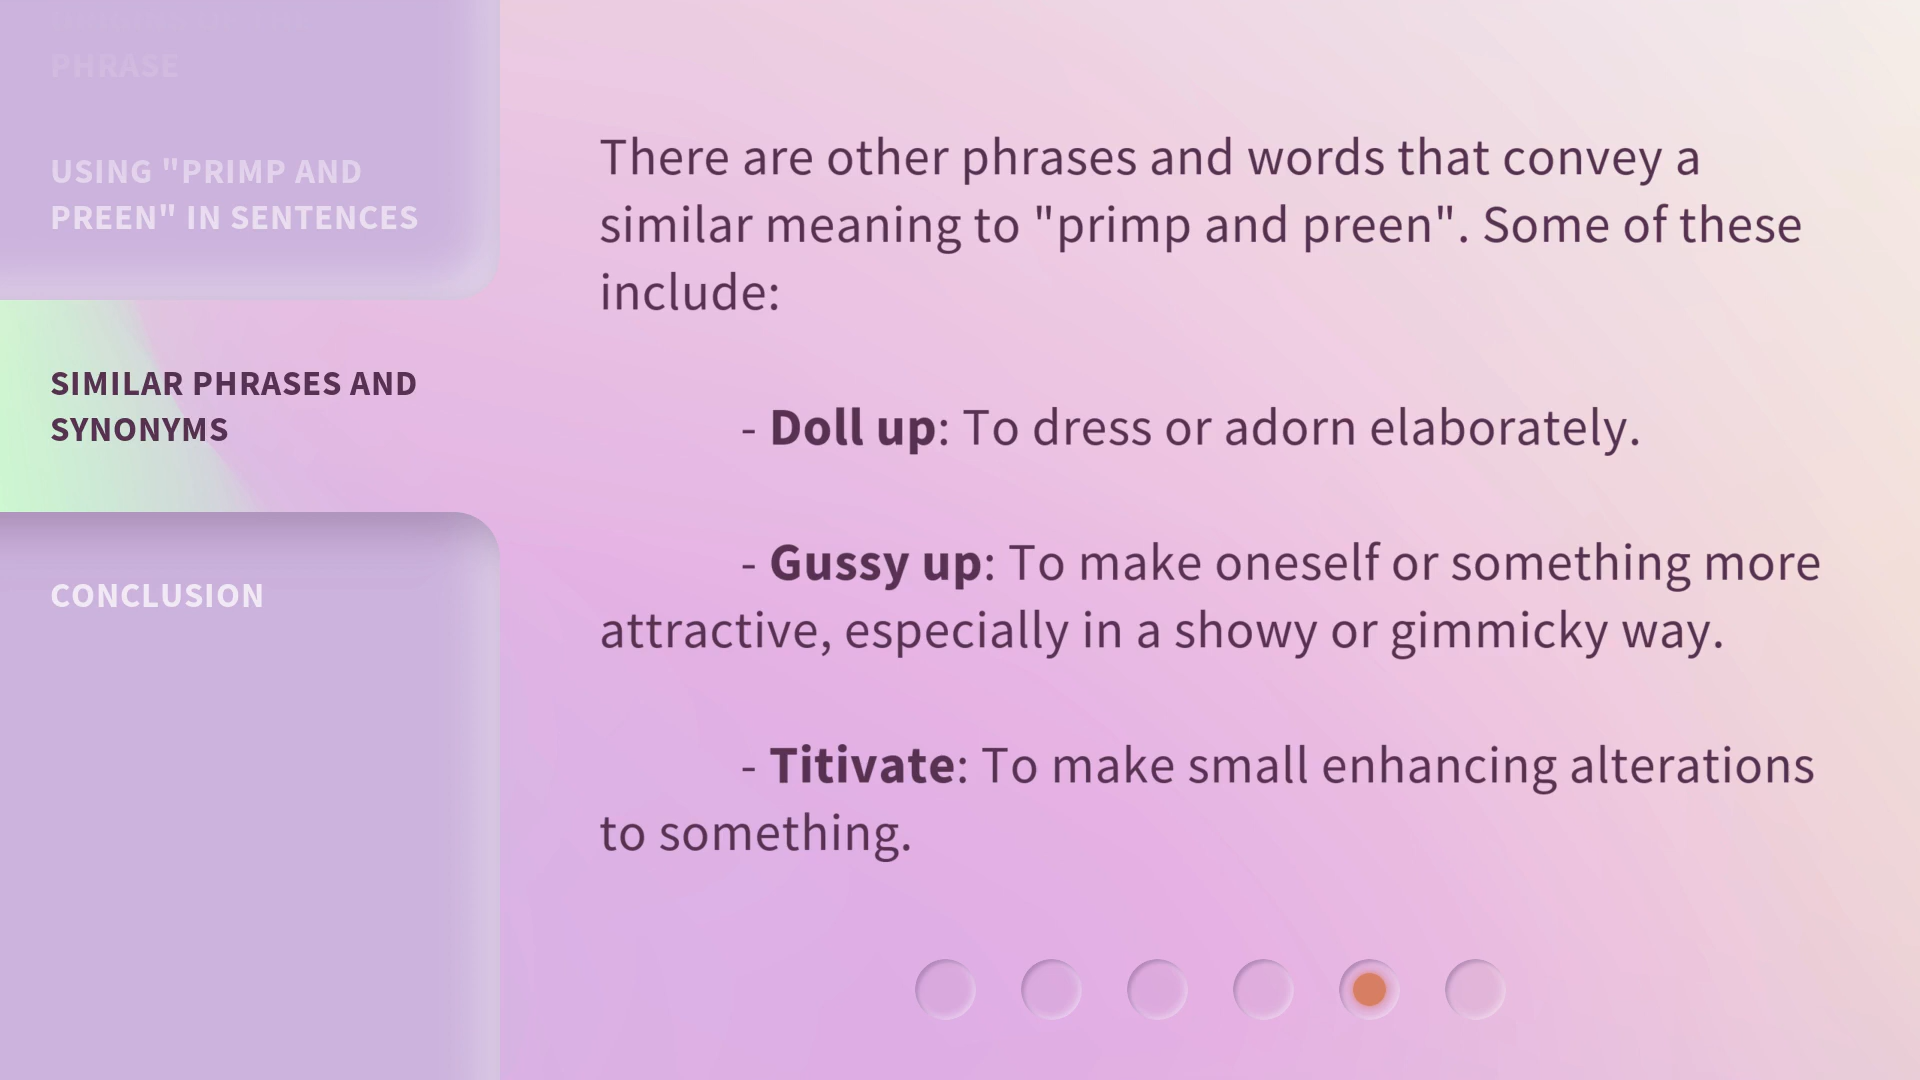 PHRASE
USING "PRIMP AND
PREEN" IN SENTENCES
SIMILAR PHRASES AND
SYNONYMS
CONCLUSION
There are other phrases and words that convey a
similar meaning to "primp and preen". Some of these
include:
- Doll up: To dress or adorn elaborately.
- Gussy up: To make oneself or something more
attractive, especially in a showy or gimmicky way.
- Titivate: To make small enhancing alterations
to something.